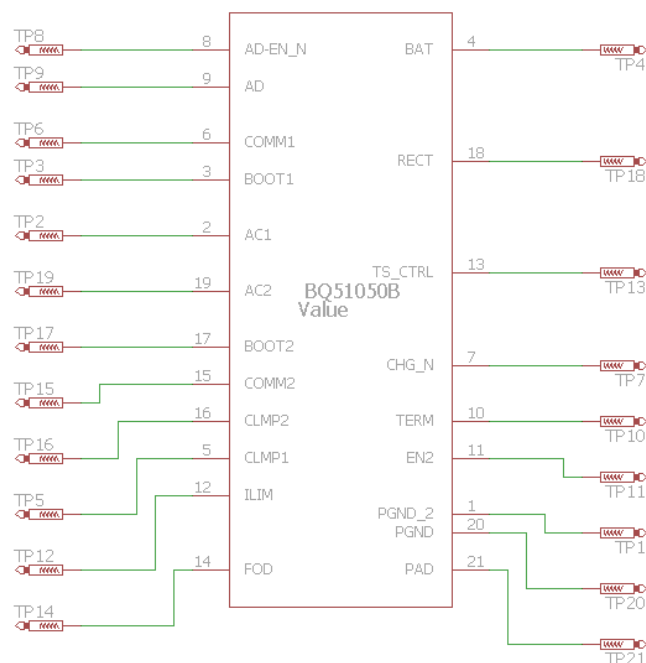 TP8 8 AD-EN_N BAT 4 TP4
TP9 9 AD
TP6 6 COMM1
TP3 3 BOOT1 RECT 18 TP18
TP2 2 AC1
TP19 19 AC2 TS_CTRL 13 TP13
BQ51050B
Value
TP17 17 BOOT2 CHG_N 7 TP7
TP15 15 COMM2
TP16 16 CLMP2 TERM 10 TP10
TP5 5 CLMP1 EN2 11 TP11
TP12 12 ILIM PGND_2 1 TP1
PGND 20 TP20
TP14 14 FOD PAD 21 TP21